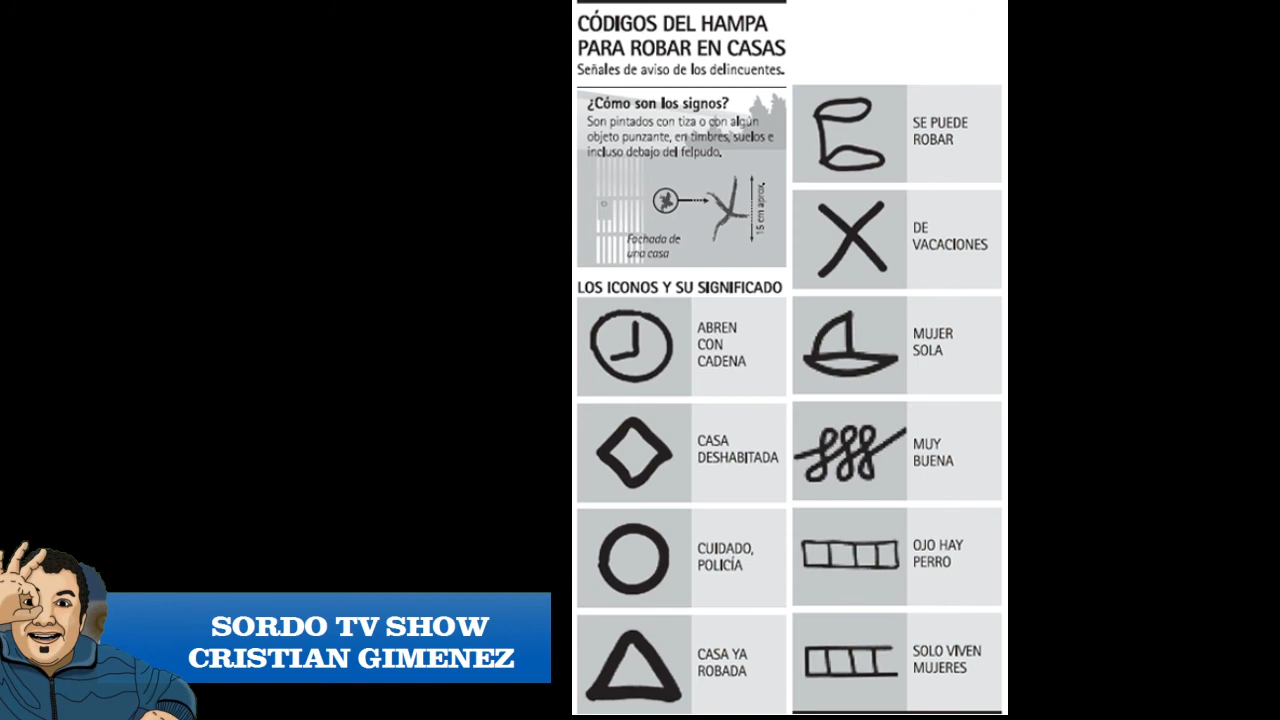 CÓDIGOS DEL HAMPA
PARA ROBAR EN CASAS
Señales de aviso de los delincuentes.
¿Cómo son los signos?
Son pintados con tiza o con algún
objeto punzante, en timbres, suelos e
incluso debajo del felpudo.
15 cm aprox.
Fachada de
una casa
LOS ICONOS Y SU SIGNIFICADO
ABREN
CON
CADENA
CASA
DESHABITADA
CUIDADO,
POLICÍA
CASA YA
ROBADA
SE PUEDE
ROBAR
DE
VACACIONES
MUJER
SOLA
MUY
BUENA
OJO HAY
PERRO
SOLO VIVEN
MUJERES
SORDO TV SHOW
CRISTIAN GIMENEZ